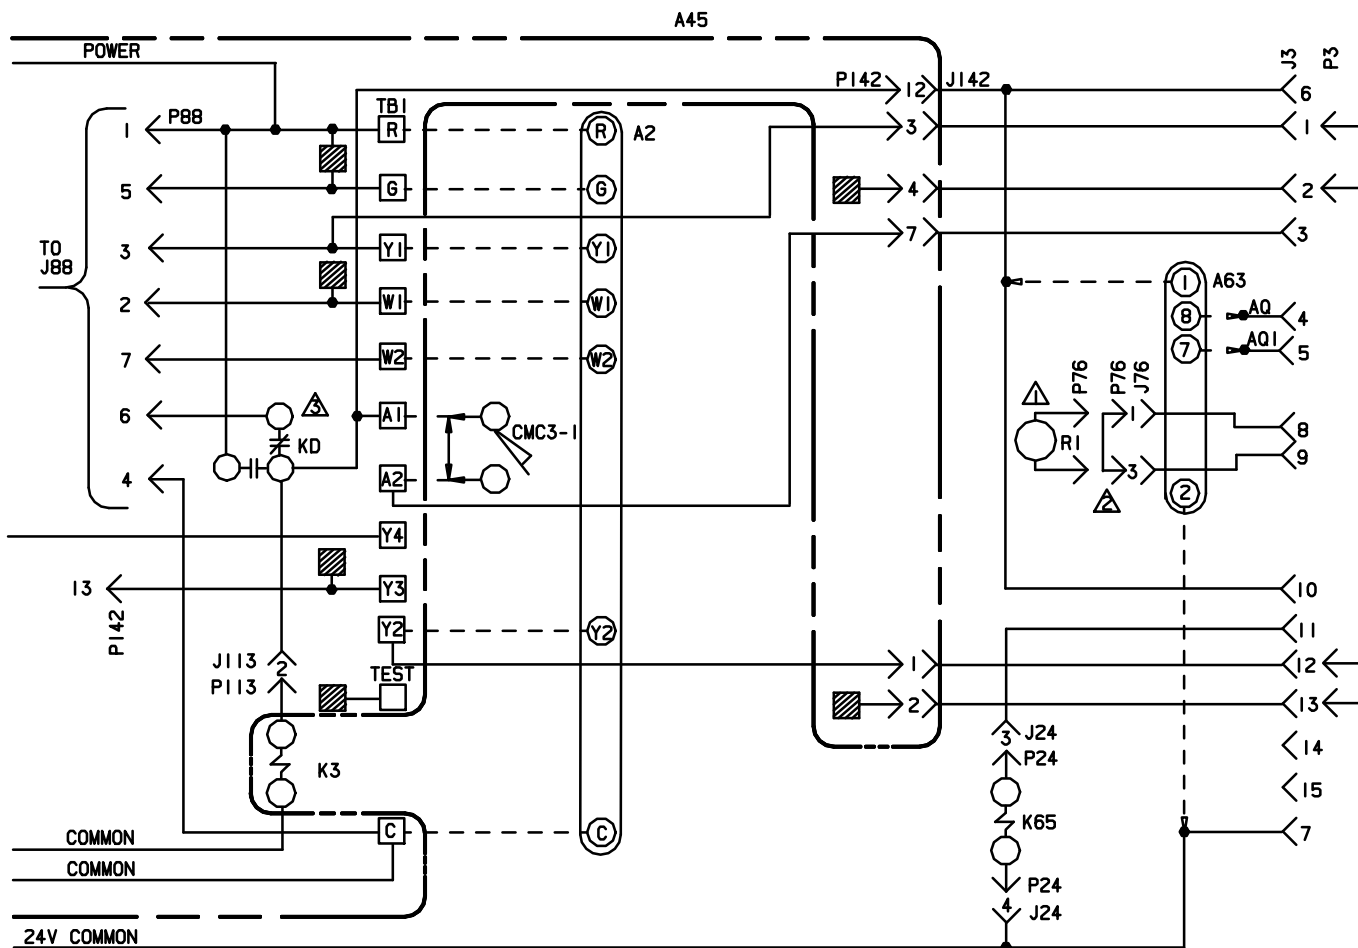 A45
POWER
J3
P3
P142
12
J142
6
TB1
P88
1
R
R
A2
3
1
5
G
G
4
2
TO
J88
3
Y1
Y1
7
3
1
A63
2
W1
W1
8
AQ
4
7
W2
W2
7
AQ1
5
P76
P76
J76
1
6
3
A1
CMC3-1
1
8
KD
R1
9
4
A2
3
2
2
Y4
13
Y3
10
P142
Y2
Y2
11
J113
2
P113
TEST
1
12
2
13
3
J24
14
P24
K3
15
K65
COMMON
C
C
7
COMMON
P24
4
J24
24V COMMON